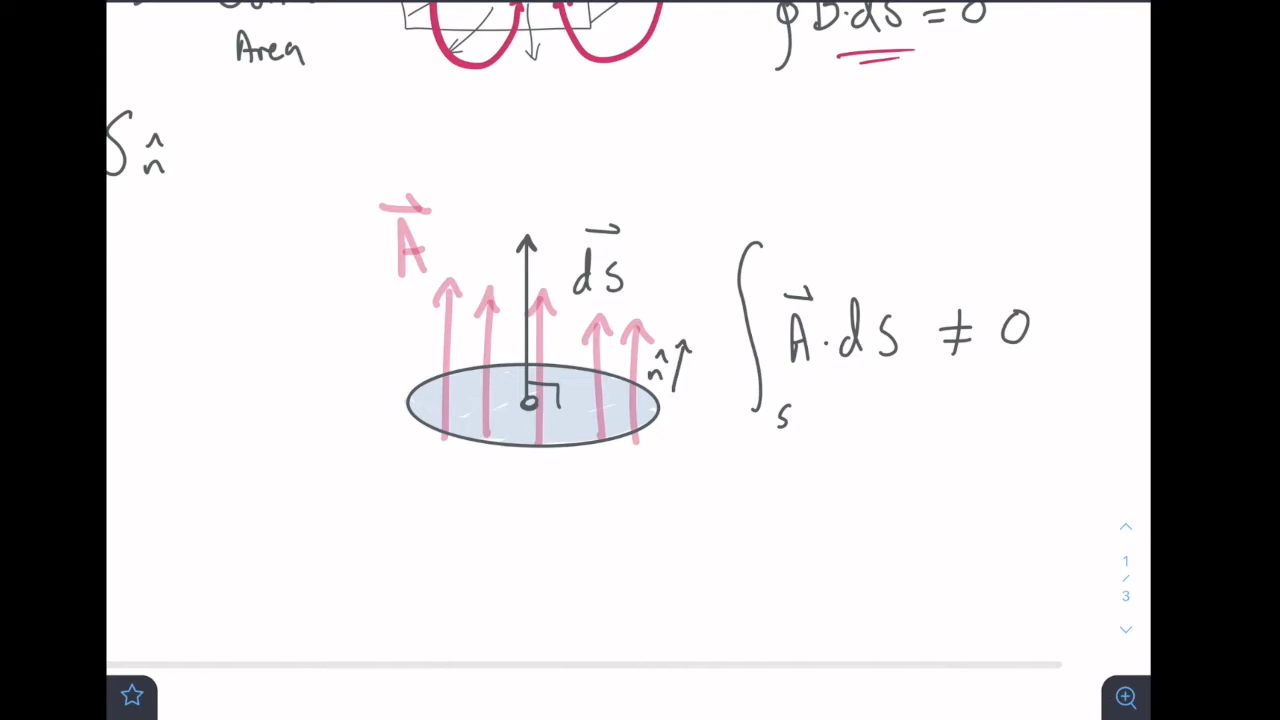 Area
∮ B·ds = 0
S n̂
A⃗
ds⃗
n̂
∫ₛ A⃗·ds ≠ 0
1
/
3